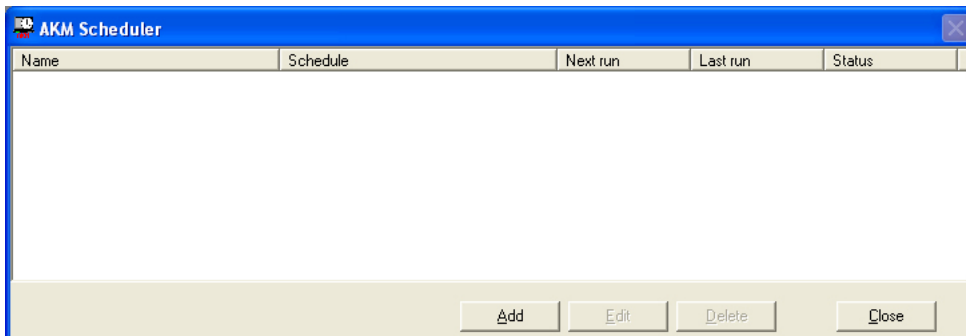 AKM Scheduler
Name Schedule Next run Last run Status
Add Edit Delete Close